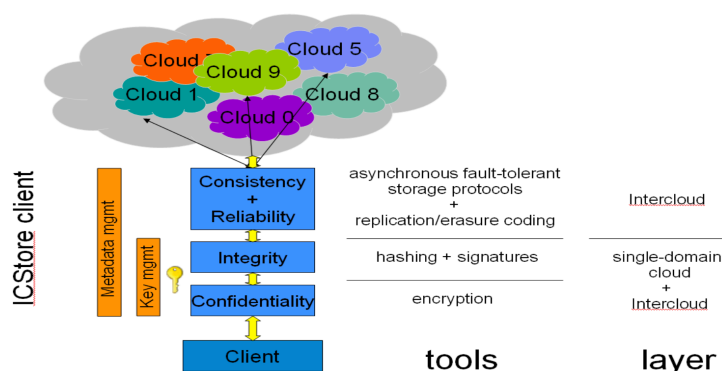 Cloud 5
Cloud
Cloud 9
Cloud 1
Cloud 8
Cloud 0
ICStore client
Metadata mgmt
Key mgmt
Consistency
+
Reliability
Integrity
Confidentiality
Client
asynchronous fault-tolerant
storage protocols
+
replication/erasure coding
hashing + signatures
encryption
tools
Intercloud
single-domain
cloud
+
Intercloud
layer